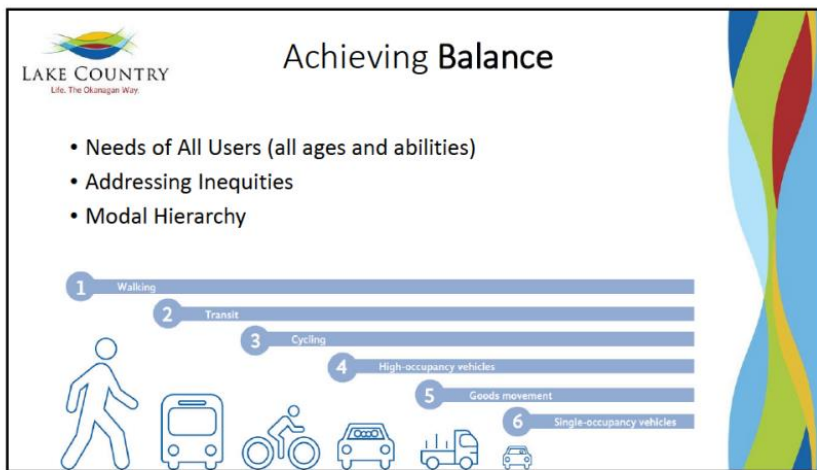 LAKE COUNTRY
Life. The Okanagan Way.
Achieving Balance
• Needs of All Users (all ages and abilities)
• Addressing Inequities
• Modal Hierarchy
1 Walking
2 Transit
3 Cycling
4 High-occupancy vehicles
5 Goods movement
6 Single-occupancy vehicles